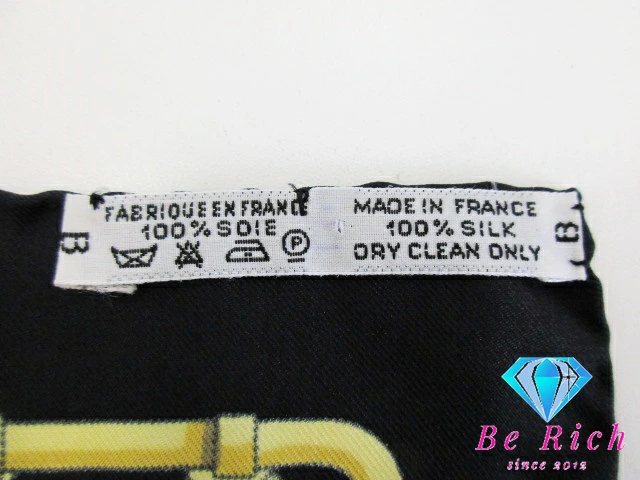 FABRIQUE EN FRANCE
100% SOIE
P
B
MADE IN FRANCE
100% SILK
DRY CLEAN ONLY
B
Be Rich
since 2012